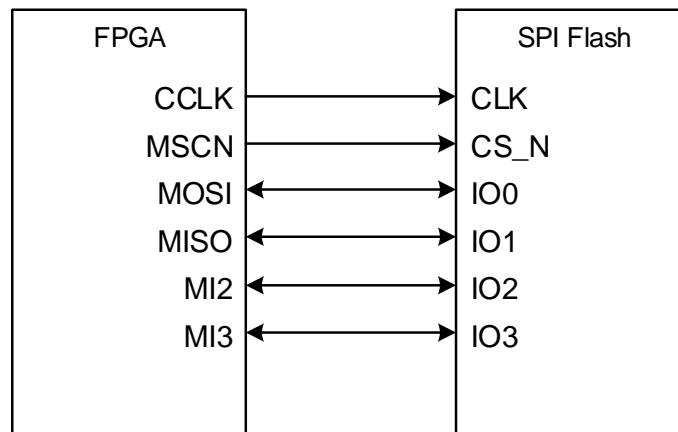 FPGA SPI Flash
CCLK CLK
MSCN CS_N
MOSI IO0
MISO IO1
MI2 IO2
MI3 IO3